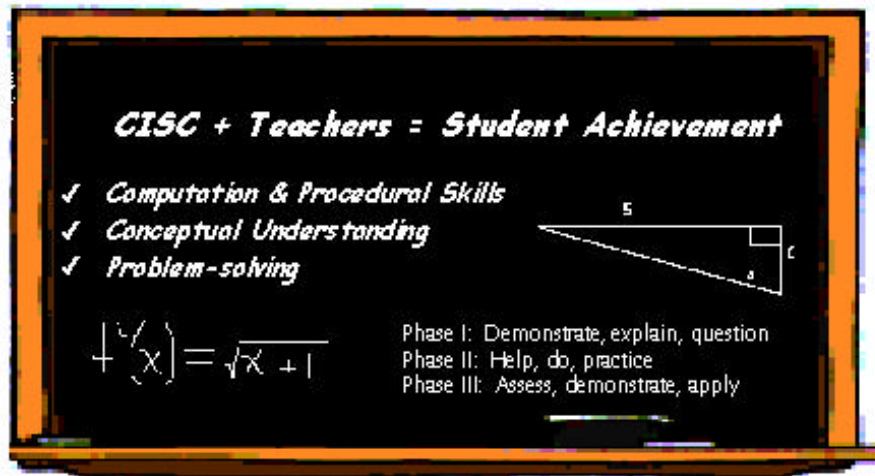 CISC + Teachers = Student Achievement
✓ Computation & Procedural Skills
✓ Conceptual Understanding
✓ Problem-solving
(x) = √x + 1
Phase I: Demonstrate, explain, question
Phase II: Help, do, practice
Phase III: Assess, demonstrate, apply